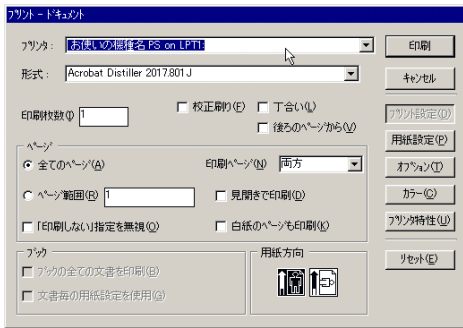 プリント - ドキュメント
プリンタ： お使いの機種名 PS on LPT1: 印刷
形式： Acrobat Distiller 2017.801 J キャンセル
印刷枚数(I) 1 校正刷り(F) 丁合い(L) プリント設定(O)
後ろのページから(V) 用紙設定(P)
ページ
全てのページ(A) 印刷ページ(N) 両方 オプション(T)
ページ範囲(R) 1 見開きで印刷(D) カラー(C)
「印刷しない」指定を無視(Q) 白紙のページも印刷(K) プリンタ特性(U)
ブック 用紙方向
ブックの全ての文書を印刷(B) リセット(E)
文書毎の用紙設定を使用(G)